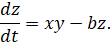 dz/dt = xy − bz.